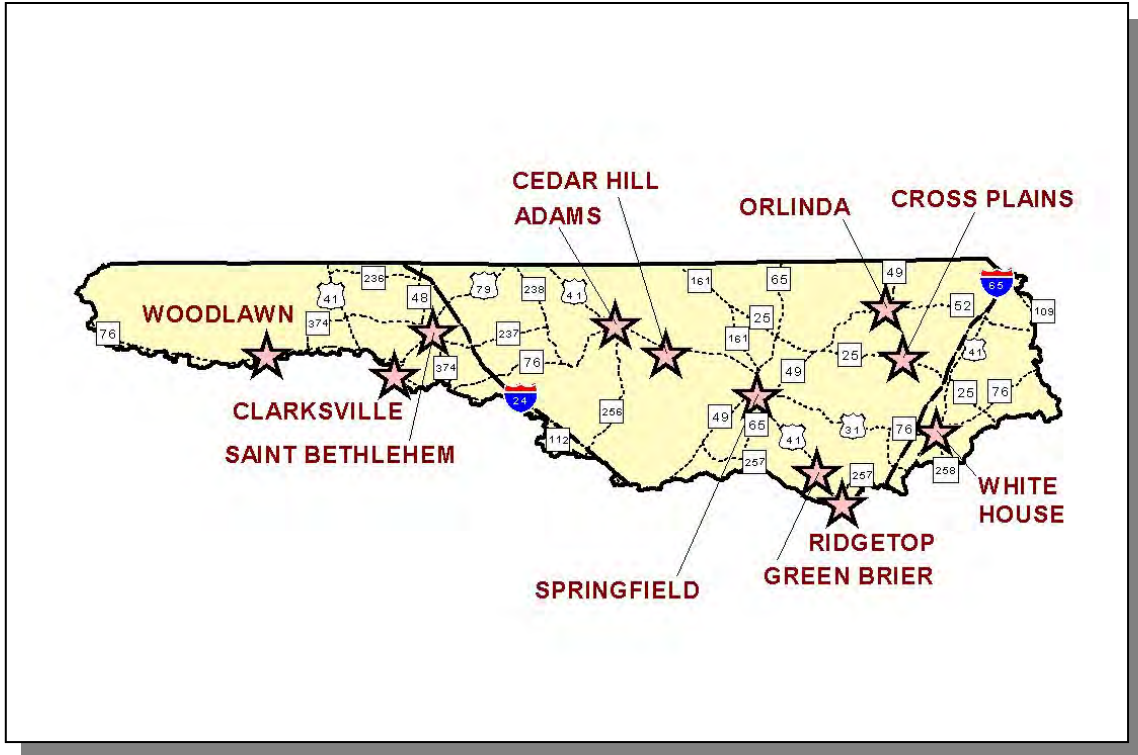 CEDAR HILL
ADAMS
ORLINDA
CROSS PLAINS
WOODLAWN
CLARKSVILLE
SAINT BETHLEHEM
SPRINGFIELD
RIDGETOP
GREEN BRIER
WHITE
HOUSE
76
374
41
236
48
79
238
41
237
374
76
24
112
256
161
65
25
161
49
25
49
52
65
109
41
25
76
76
31
41
49
65
257
257
258